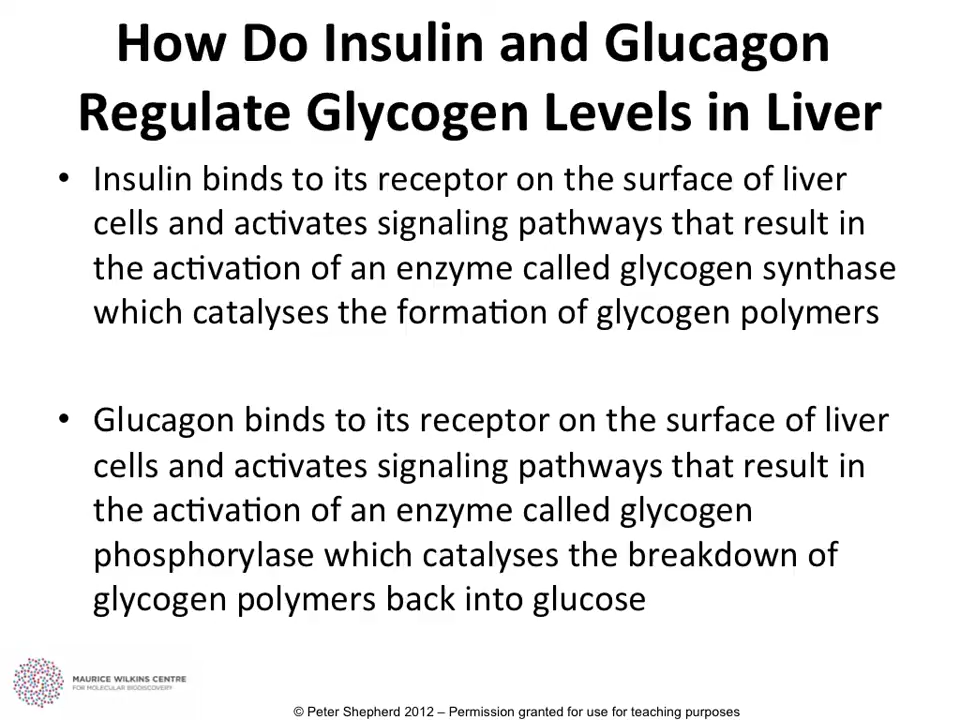 How Do Insulin and Glucagon
Regulate Glycogen Levels in Liver
• Insulin binds to its receptor on the surface of liver
cells and activates signaling pathways that result in
the activation of an enzyme called glycogen synthase
which catalyses the formation of glycogen polymers
• Glucagon binds to its receptor on the surface of liver
cells and activates signaling pathways that result in
the activation of an enzyme called glycogen
phosphorylase which catalyses the breakdown of
glycogen polymers back into glucose
MAURICE WILKINS CENTRE
FOR MOLECULAR BIODISCOVERY
© Peter Shepherd 2012 – Permission granted for use for teaching purposes